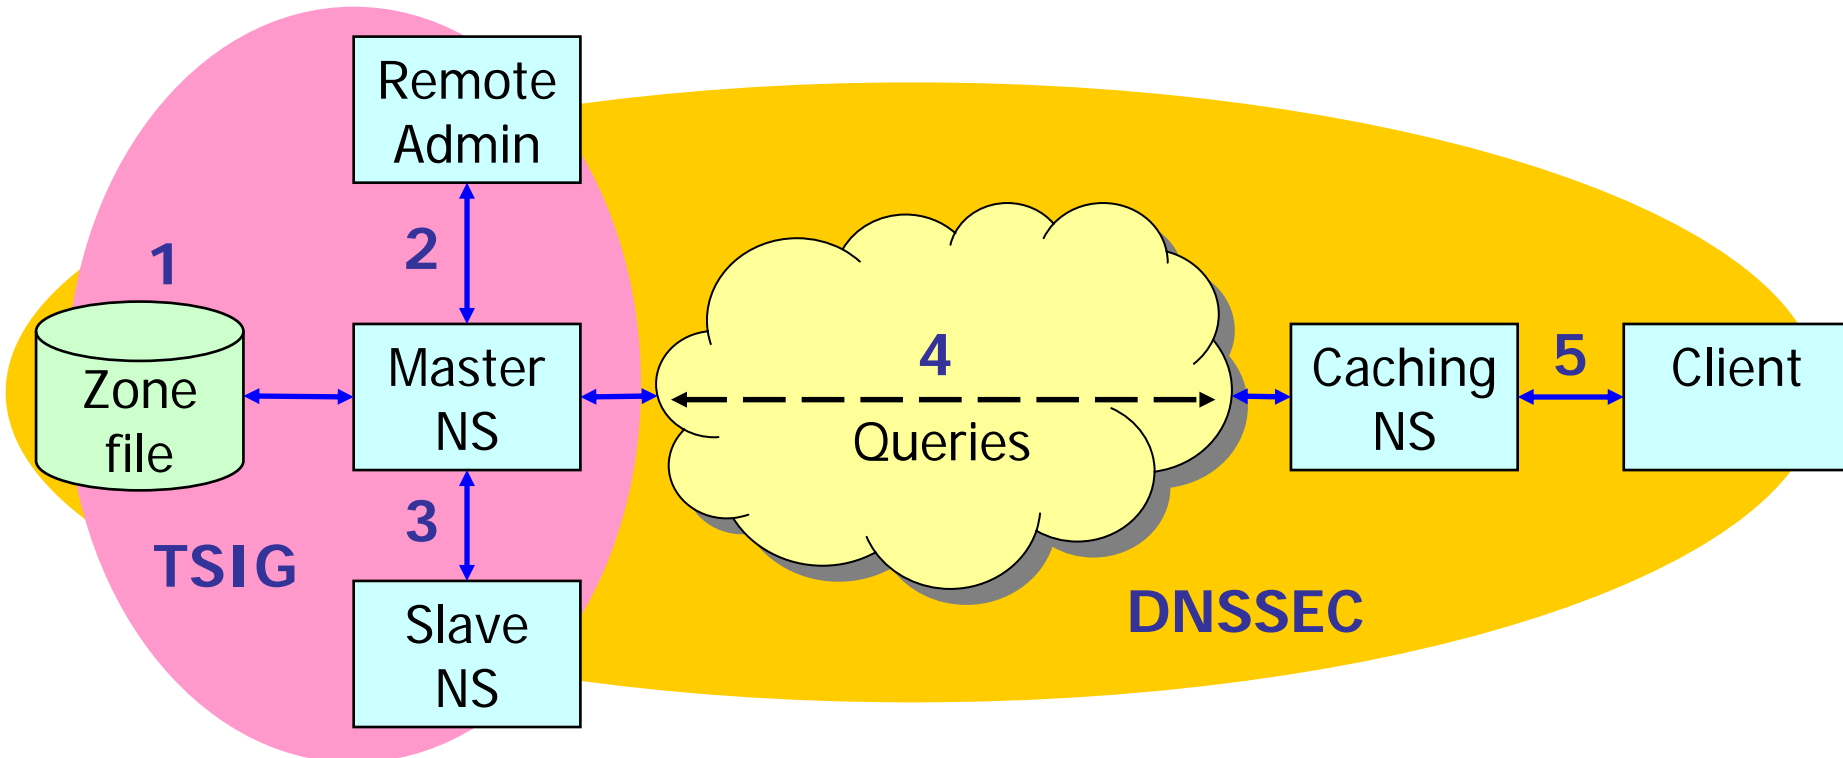 Remote
Admin
1
2
Zone
file
Master
NS
4
Queries
Caching
NS
5
Client
3
TSIG
Slave
NS
DNSSEC